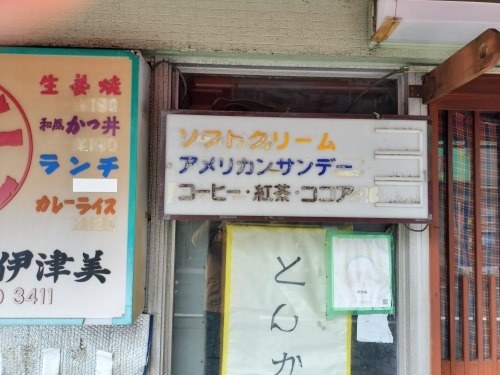 生姜焼
和風かつ丼
ランチ
カレーライス
伊津美
3411
ソフトクリーム
アメリカンサンデー
コーヒー・紅茶・ココア
とんか